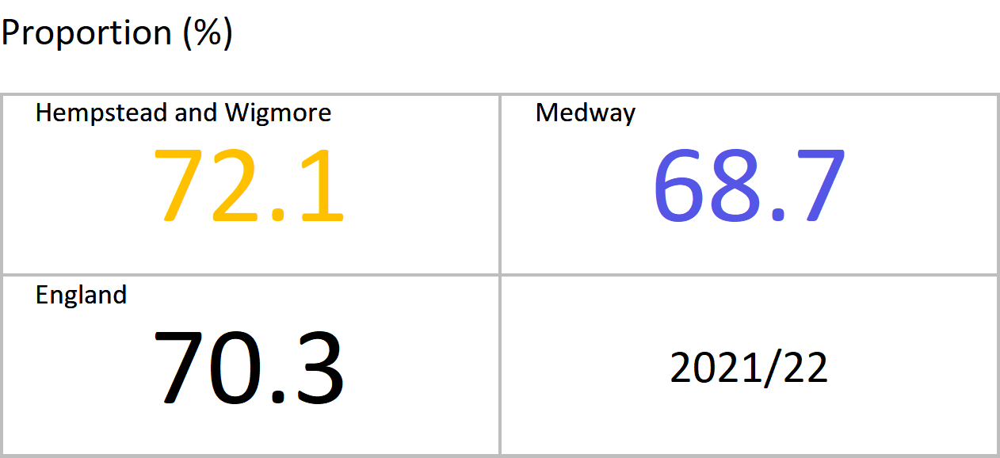 Proportion (%)
Hempstead and Wigmore
72.1
Medway
68.7
England
70.3
2021/22